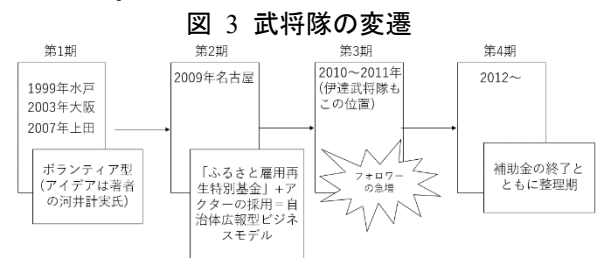 図 3 武将隊の変遷
第1期
1999年水戸
2003年大阪
2007年上田
ボランティア型
(アイデアは著者
の河井計実氏)
第2期
2009年名古屋
「ふるさと雇用再
生特別基金」+ア
クターの採用=自
治体広報型ビジネ
スモデル
第3期
2010～2011年
(伊達武将隊も
この位置)
フォロワー
の急増
第4期
2012～
補助金の終了と
ともに整理期